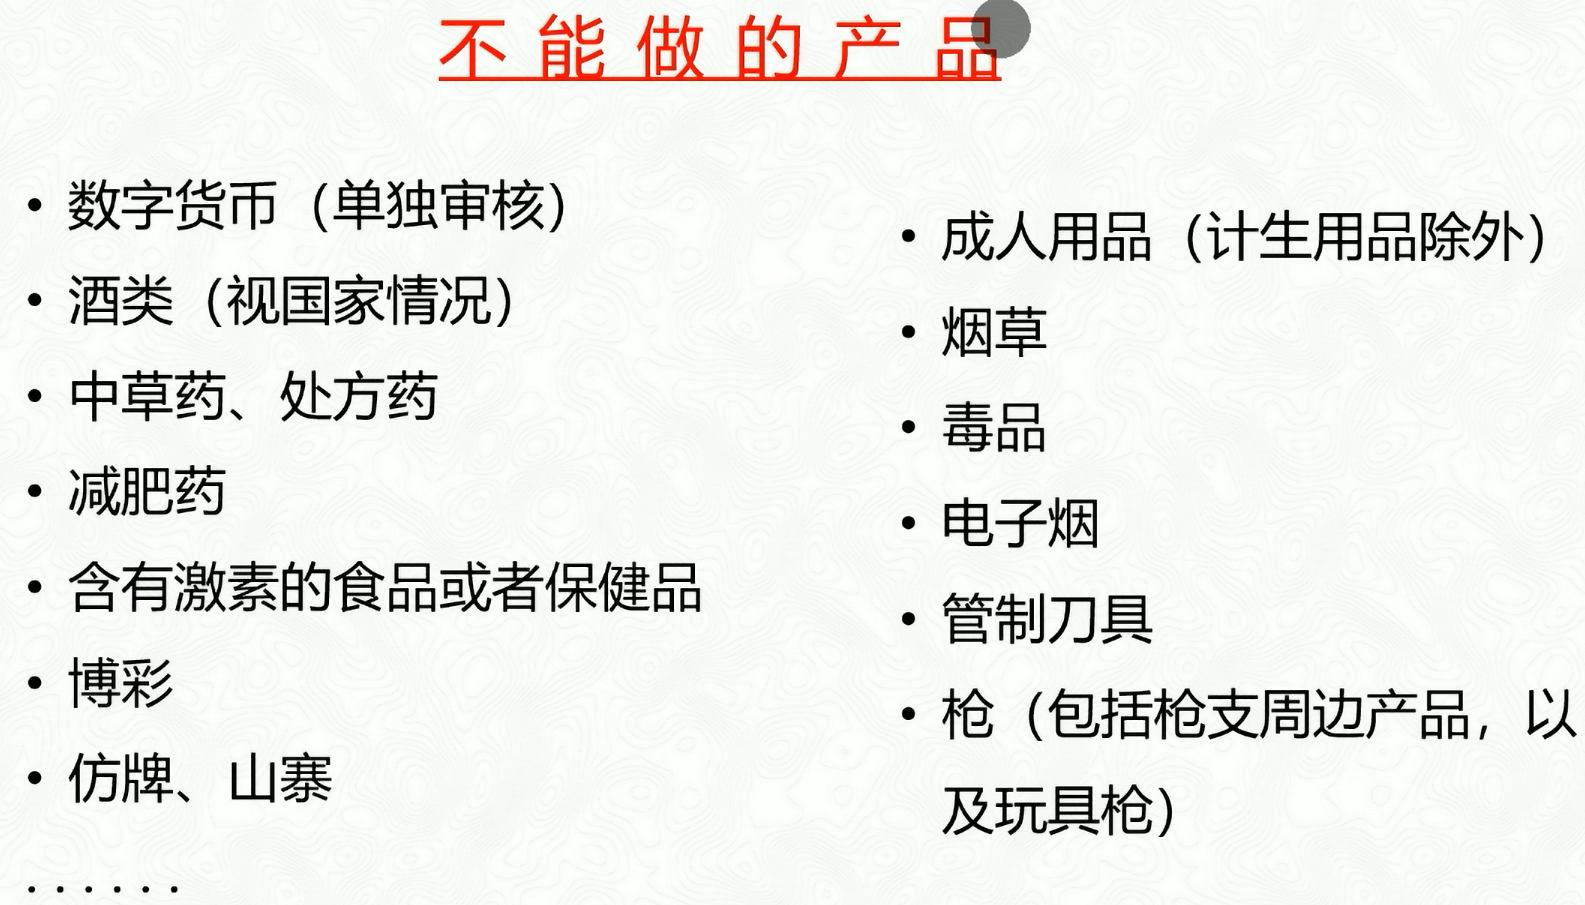 不能做的产品
• 数字货币（单独审核）
• 酒类（视国家情况）
• 中草药、处方药
• 减肥药
• 含有激素的食品或者保健品
• 博彩
• 仿牌、山寨
......
• 成人用品（计生用品除外）
• 烟草
• 毒品
• 电子烟
• 管制刀具
• 枪（包括枪支周边产品，以
及玩具枪）